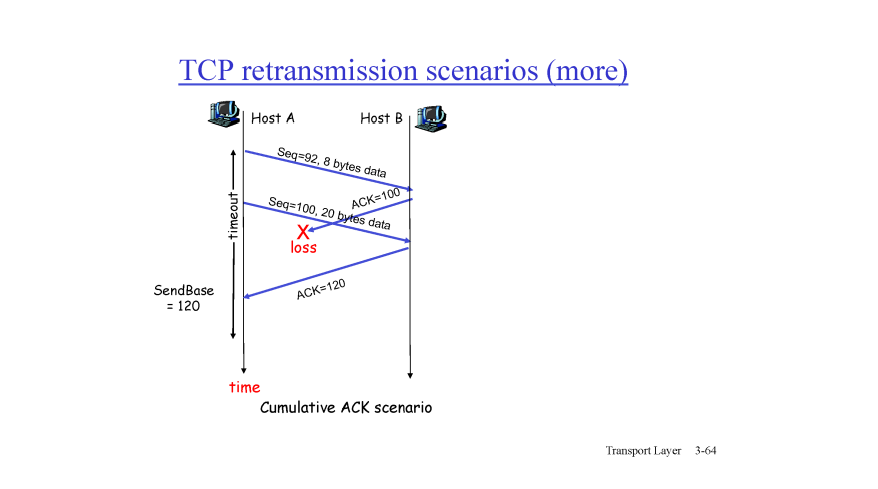 TCP retransmission scenarios (more)
Host A
Host B
Seq=92, 8 bytes data
ACK=100
Seq=100, 20 bytes data
timeout
X
loss
ACK=120
SendBase
= 120
time
Cumulative ACK scenario
Transport Layer 3-64